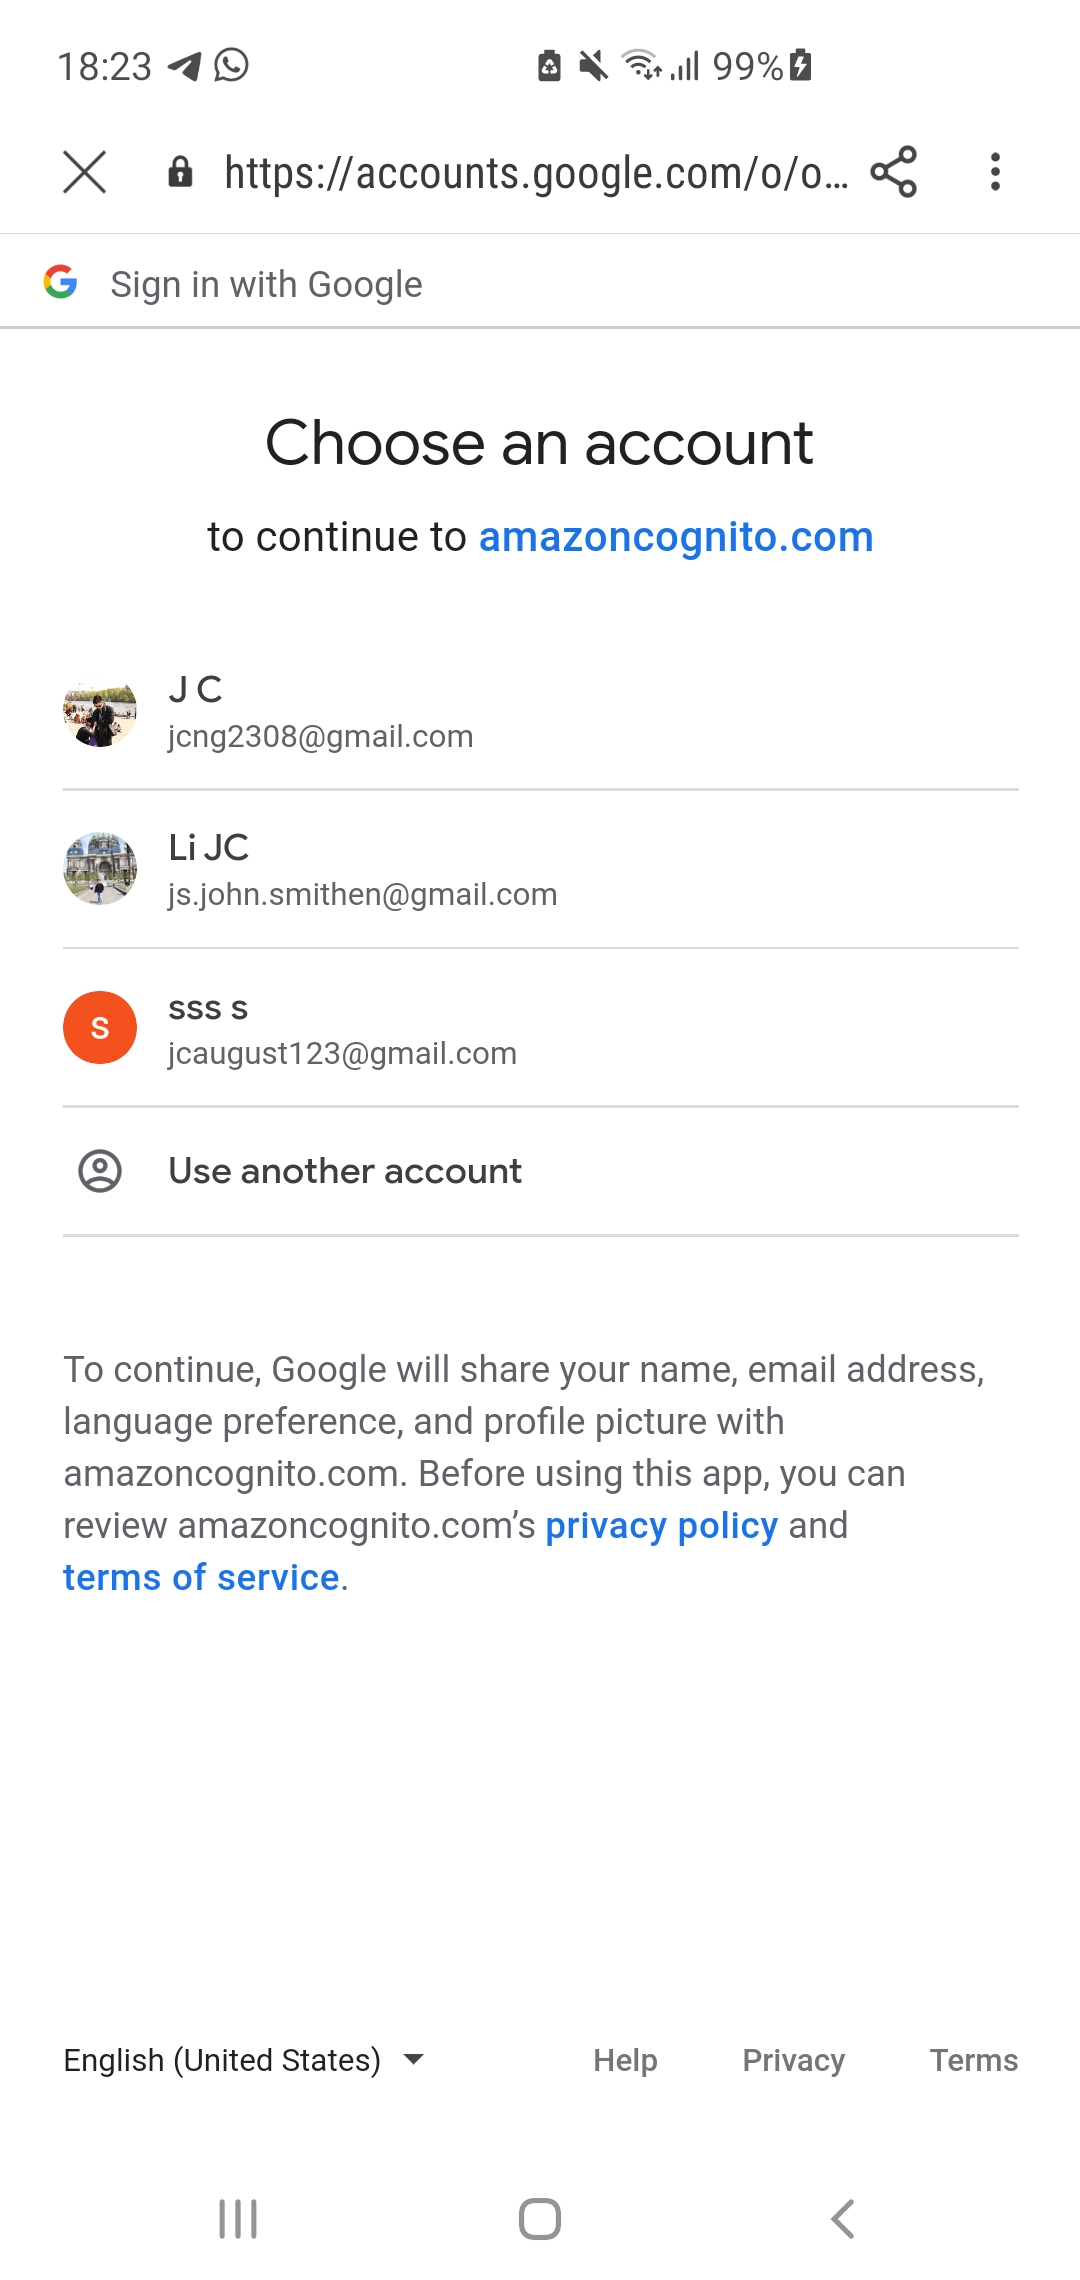 18:23
99%
https://accounts.google.com/o/o...
Sign in with Google
Choose an account
to continue to amazoncognito.com
J C
jcng2308@gmail.com
Li JC
js.john.smithen@gmail.com
s
sss s
jcaugust123@gmail.com
Use another account
To continue, Google will share your name, email address,
language preference, and profile picture with
amazoncognito.com. Before using this app, you can
review amazoncognito.com’s privacy policy and
terms of service.
English (United States)
Help
Privacy
Terms